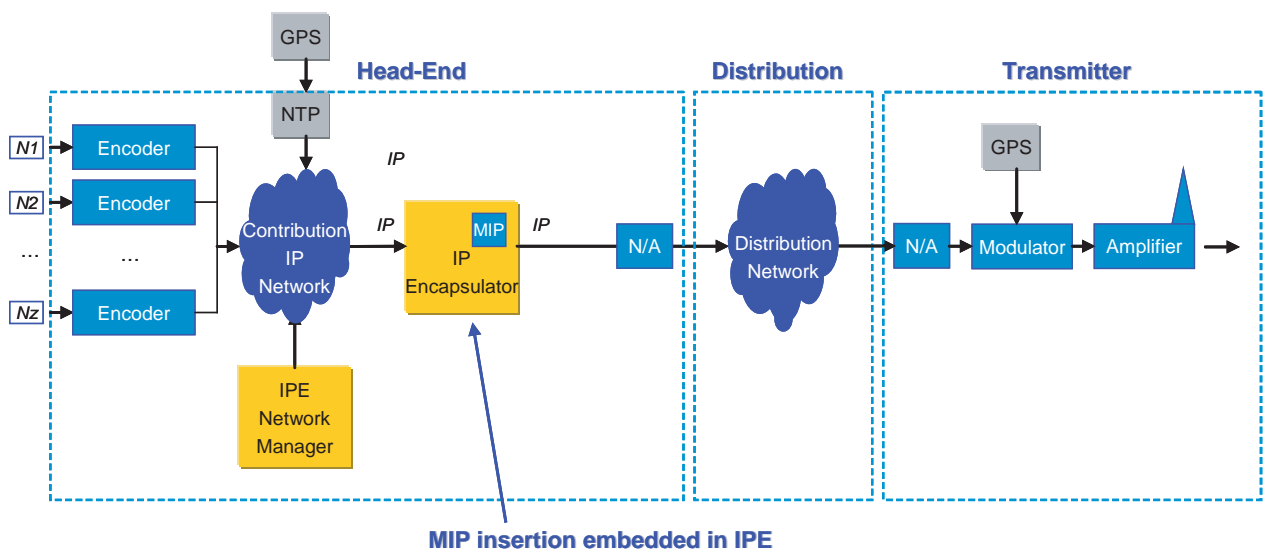 GPS
Head-End
Distribution
Transmitter
NTP
N1
Encoder
IP
GPS
N2
Encoder
Contribution
IP
Network
IP
MIP
IP
Encapsulator
IP
N/A
Distribution
Network
N/A
Modulator
Amplifier
...
...
Nz
Encoder
IPE
Network
Manager
MIP insertion embedded in IPE